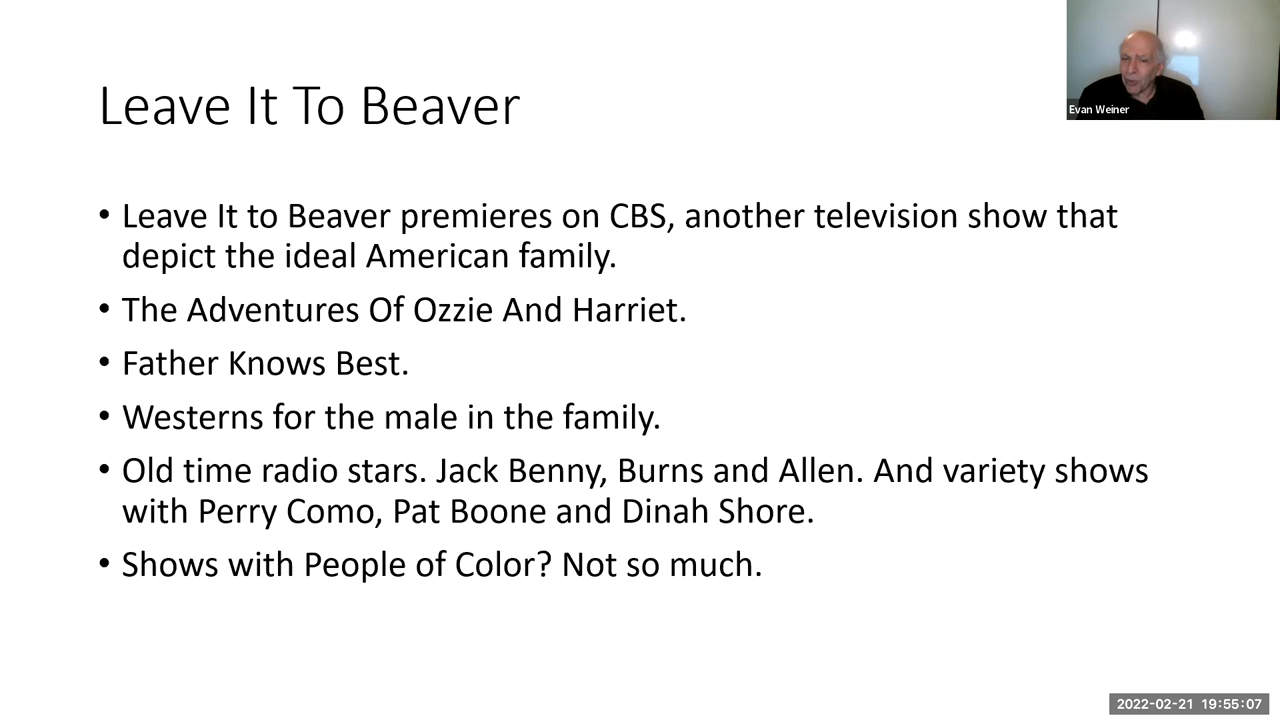 Leave It To Beaver
Evan Weiner
• Leave It to Beaver premieres on CBS, another television show that
depict the ideal American family.
• The Adventures Of Ozzie And Harriet.
• Father Knows Best.
• Westerns for the male in the family.
• Old time radio stars. Jack Benny, Burns and Allen. And variety shows
with Perry Como, Pat Boone and Dinah Shore.
• Shows with People of Color? Not so much.
2022-02-21 19:55:07